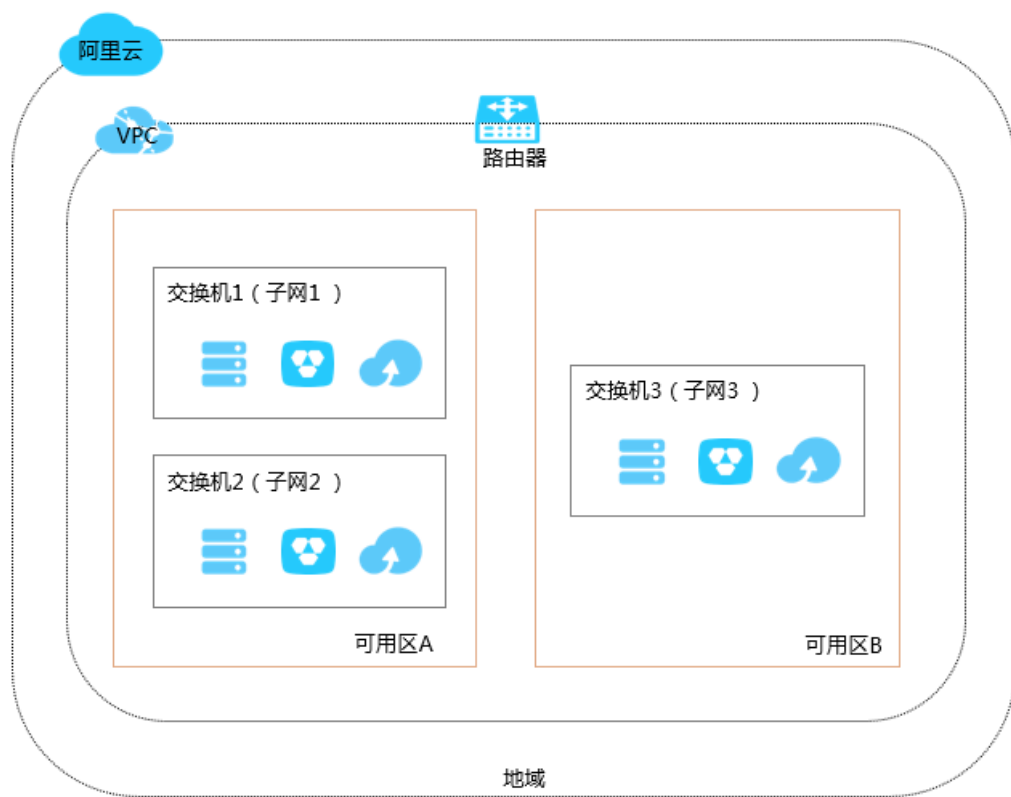 阿里云
VPC
路由器
交换机1（子网1 ）
交换机2（子网2 ）
可用区A
交换机3（子网3 ）
可用区B
地域